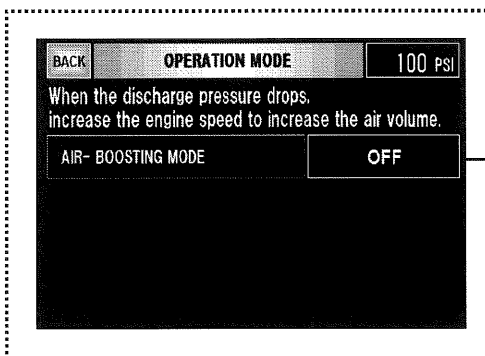 BACK OPERATION MODE 100 PSI
When the discharge pressure drops,
increase the engine speed to increase the air volume.
AIR- BOOSTING MODE OFF